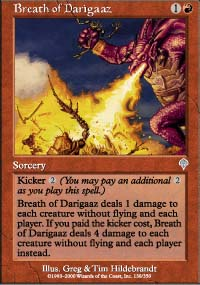 Breath of Darigaaz 1
Sorcery
Kicker 2 (You may pay an additional 2
as you play this spell.)
Breath of Darigaaz deals 1 damage to
each creature without flying and each
player. If you paid the kicker cost, Breath
of Darigaaz deals 4 damage to each
creature without flying and each player
instead.
Illus. Greg & Tim Hildebrandt
©1993–2000 Wizards of the Coast, Inc. 138/350